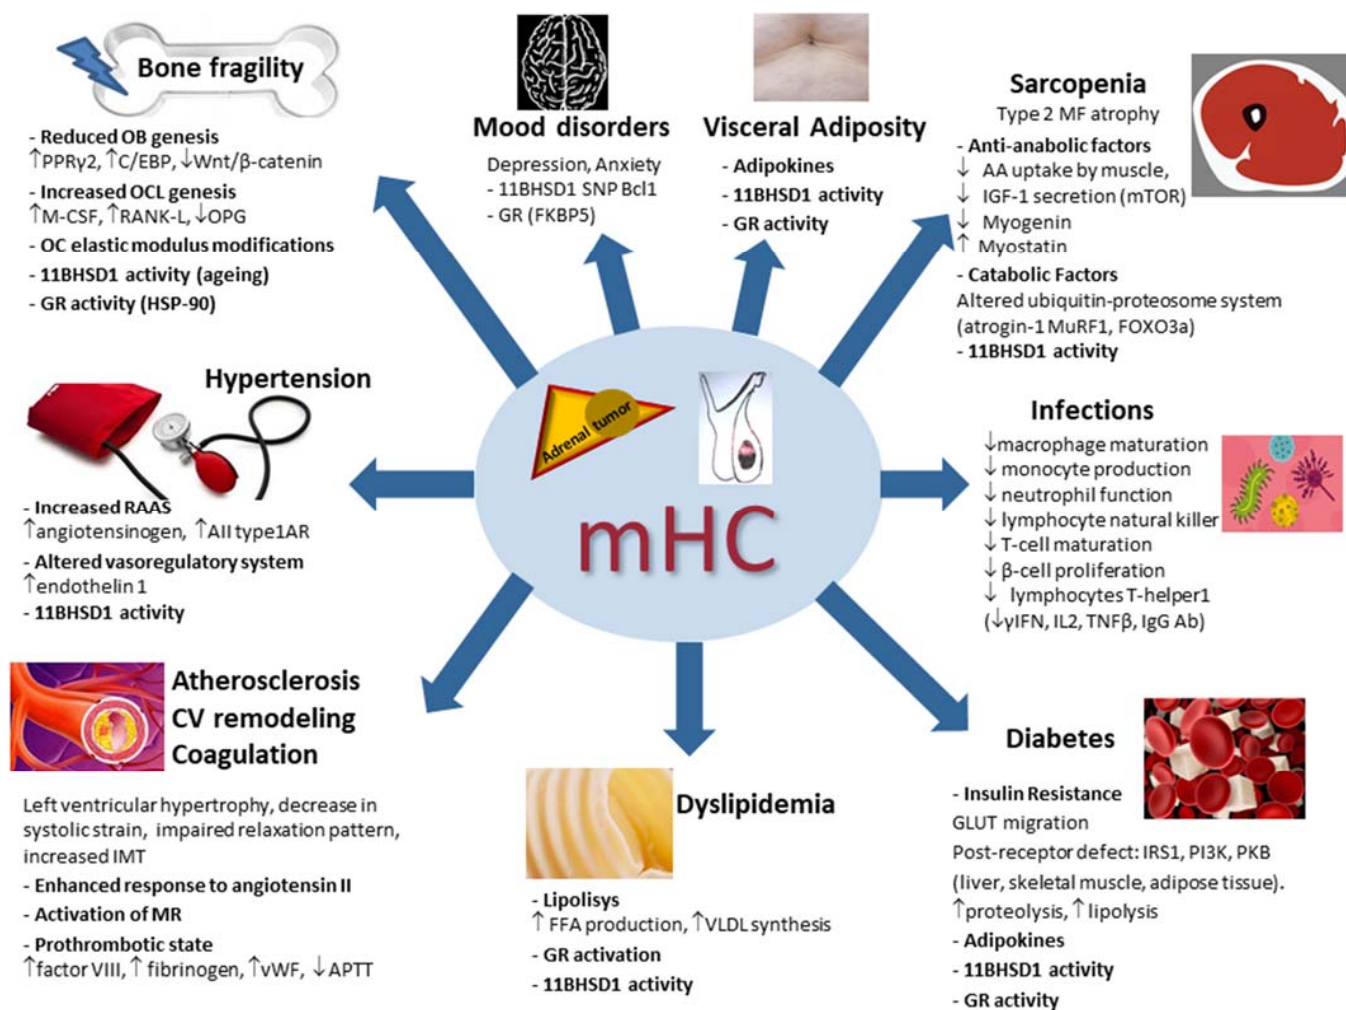 Bone fragility
- Reduced OB genesis
↑PPRγ2, ↑C/EBP, ↓Wnt/β-catenin
- Increased OCL genesis
↑M-CSF, ↑RANK-L, ↓OPG
- OC elastic modulus modifications
- 11BHSD1 activity (ageing)
- GR activity (HSP-90)
Mood disorders
Depression, Anxiety
- 11BHSD1 SNP Bcl1
- GR (FKBP5)
Visceral Adiposity
- Adipokines
- 11BHSD1 activity
- GR activity
Sarcopenia
Type 2 MF atrophy
- Anti-anabolic factors
↓ AA uptake by muscle,
↓ IGF-1 secretion (mTOR)
↓ Myogenin
↑ Myostatin
- Catabolic Factors
Altered ubiquitin-proteosome system
(atrogin-1 MuRF1, FOXO3a)
- 11BHSD1 activity
Hypertension
- Increased RAAS
↑angiotensinogen, ↑AII type1AR
- Altered vasoregulatory system
↑endothelin 1
- 11BHSD1 activity
Adrenal tumor
mHC
Infections
↓macrophage maturation
↓monocyte production
↓neutrophil function
↓lymphocyte natural killer
↓T-cell maturation
↓β-cell proliferation
↓ lymphocytes T-helper1
(↓γIFN, IL2, TNFβ, IgG Ab)
Atherosclerosis
CV remodeling
Coagulation
Left ventricular hypertrophy, decrease in
systolic strain, impaired relaxation pattern,
increased IMT
- Enhanced response to angiotensin II
- Activation of MR
- Prothrombotic state
↑factor VIII, ↑ fibrinogen, ↑vWF, ↓APTT
Dyslipidemia
- Lipolisys
↑ FFA production, ↑VLDL synthesis
- GR activation
- 11BHSD1 activity
Diabetes
- Insulin Resistance
GLUT migration
Post-receptor defect: IRS1, PI3K, PKB
(liver, skeletal muscle, adipose tissue).
↑proteolysis, ↑ lipolysis
- Adipokines
- 11BHSD1 activity
- GR activity